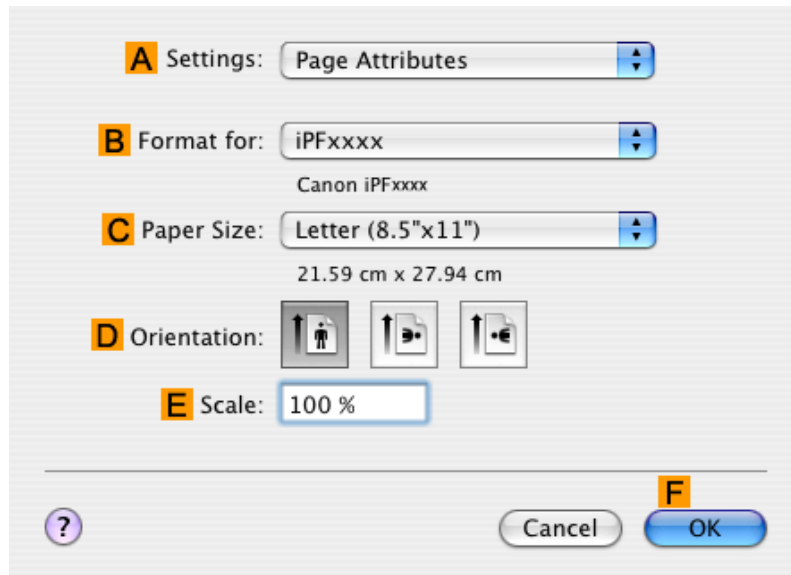 A Settings: Page Attributes
B Format for: iPFxxxx
Canon iPFxxxx
C Paper Size: Letter (8.5"x11")
21.59 cm x 27.94 cm
D Orientation:
E Scale: 100 %
F
? Cancel OK